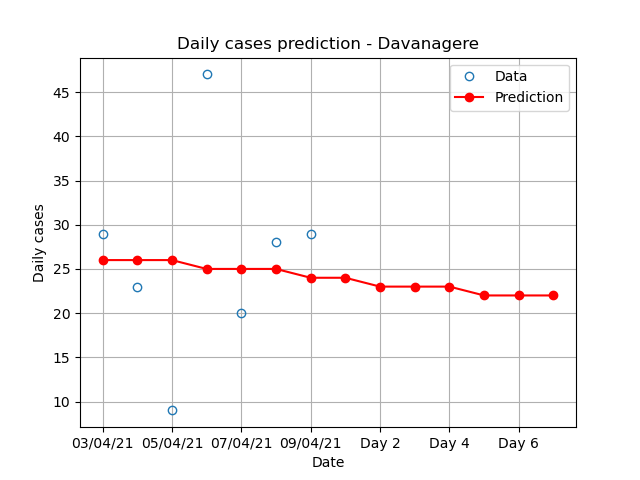 Daily cases prediction - Davanagere
Data
Prediction
45
40
35
30
25
20
15
10
Daily cases
03/04/21 05/04/21 07/04/21 09/04/21 Day 2 Day 4 Day 6
Date